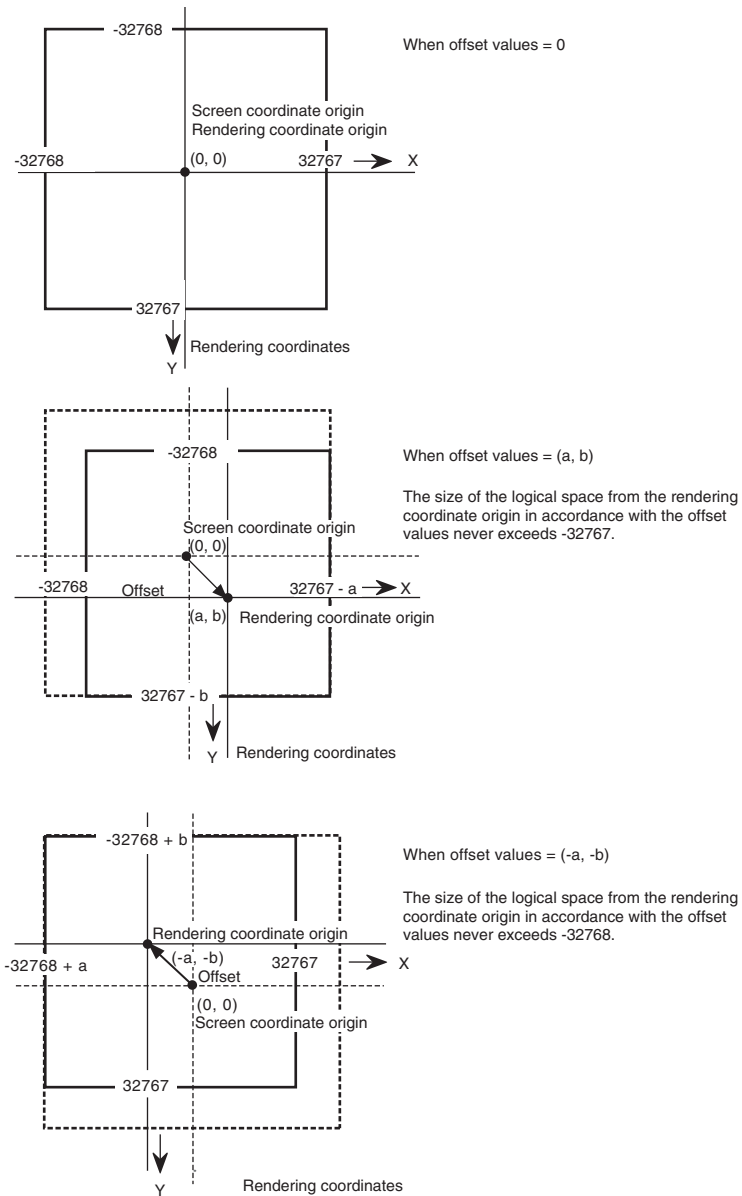 -32768
When offset values = 0
Screen coordinate origin
Rendering coordinate origin
-32768
(0, 0)
32767
X
32767
Rendering coordinates
Y
-32768
When offset values = (a, b)
The size of the logical space from the rendering
coordinate origin in accordance with the offset
values never exceeds -32767.
Screen coordinate origin
(0, 0)
-32768
Offset
32767 - a
X
(a, b)
Rendering coordinate origin
32767 - b
Y
Rendering coordinates
-32768 + b
When offset values = (-a, -b)
The size of the logical space from the rendering
coordinate origin in accordance with the offset
values never exceeds -32768.
Rendering coordinate origin
-32768 + a
(-a, -b)
32767
X
Offset
(0, 0)
Screen coordinate origin
32767
Y
Rendering coordinates